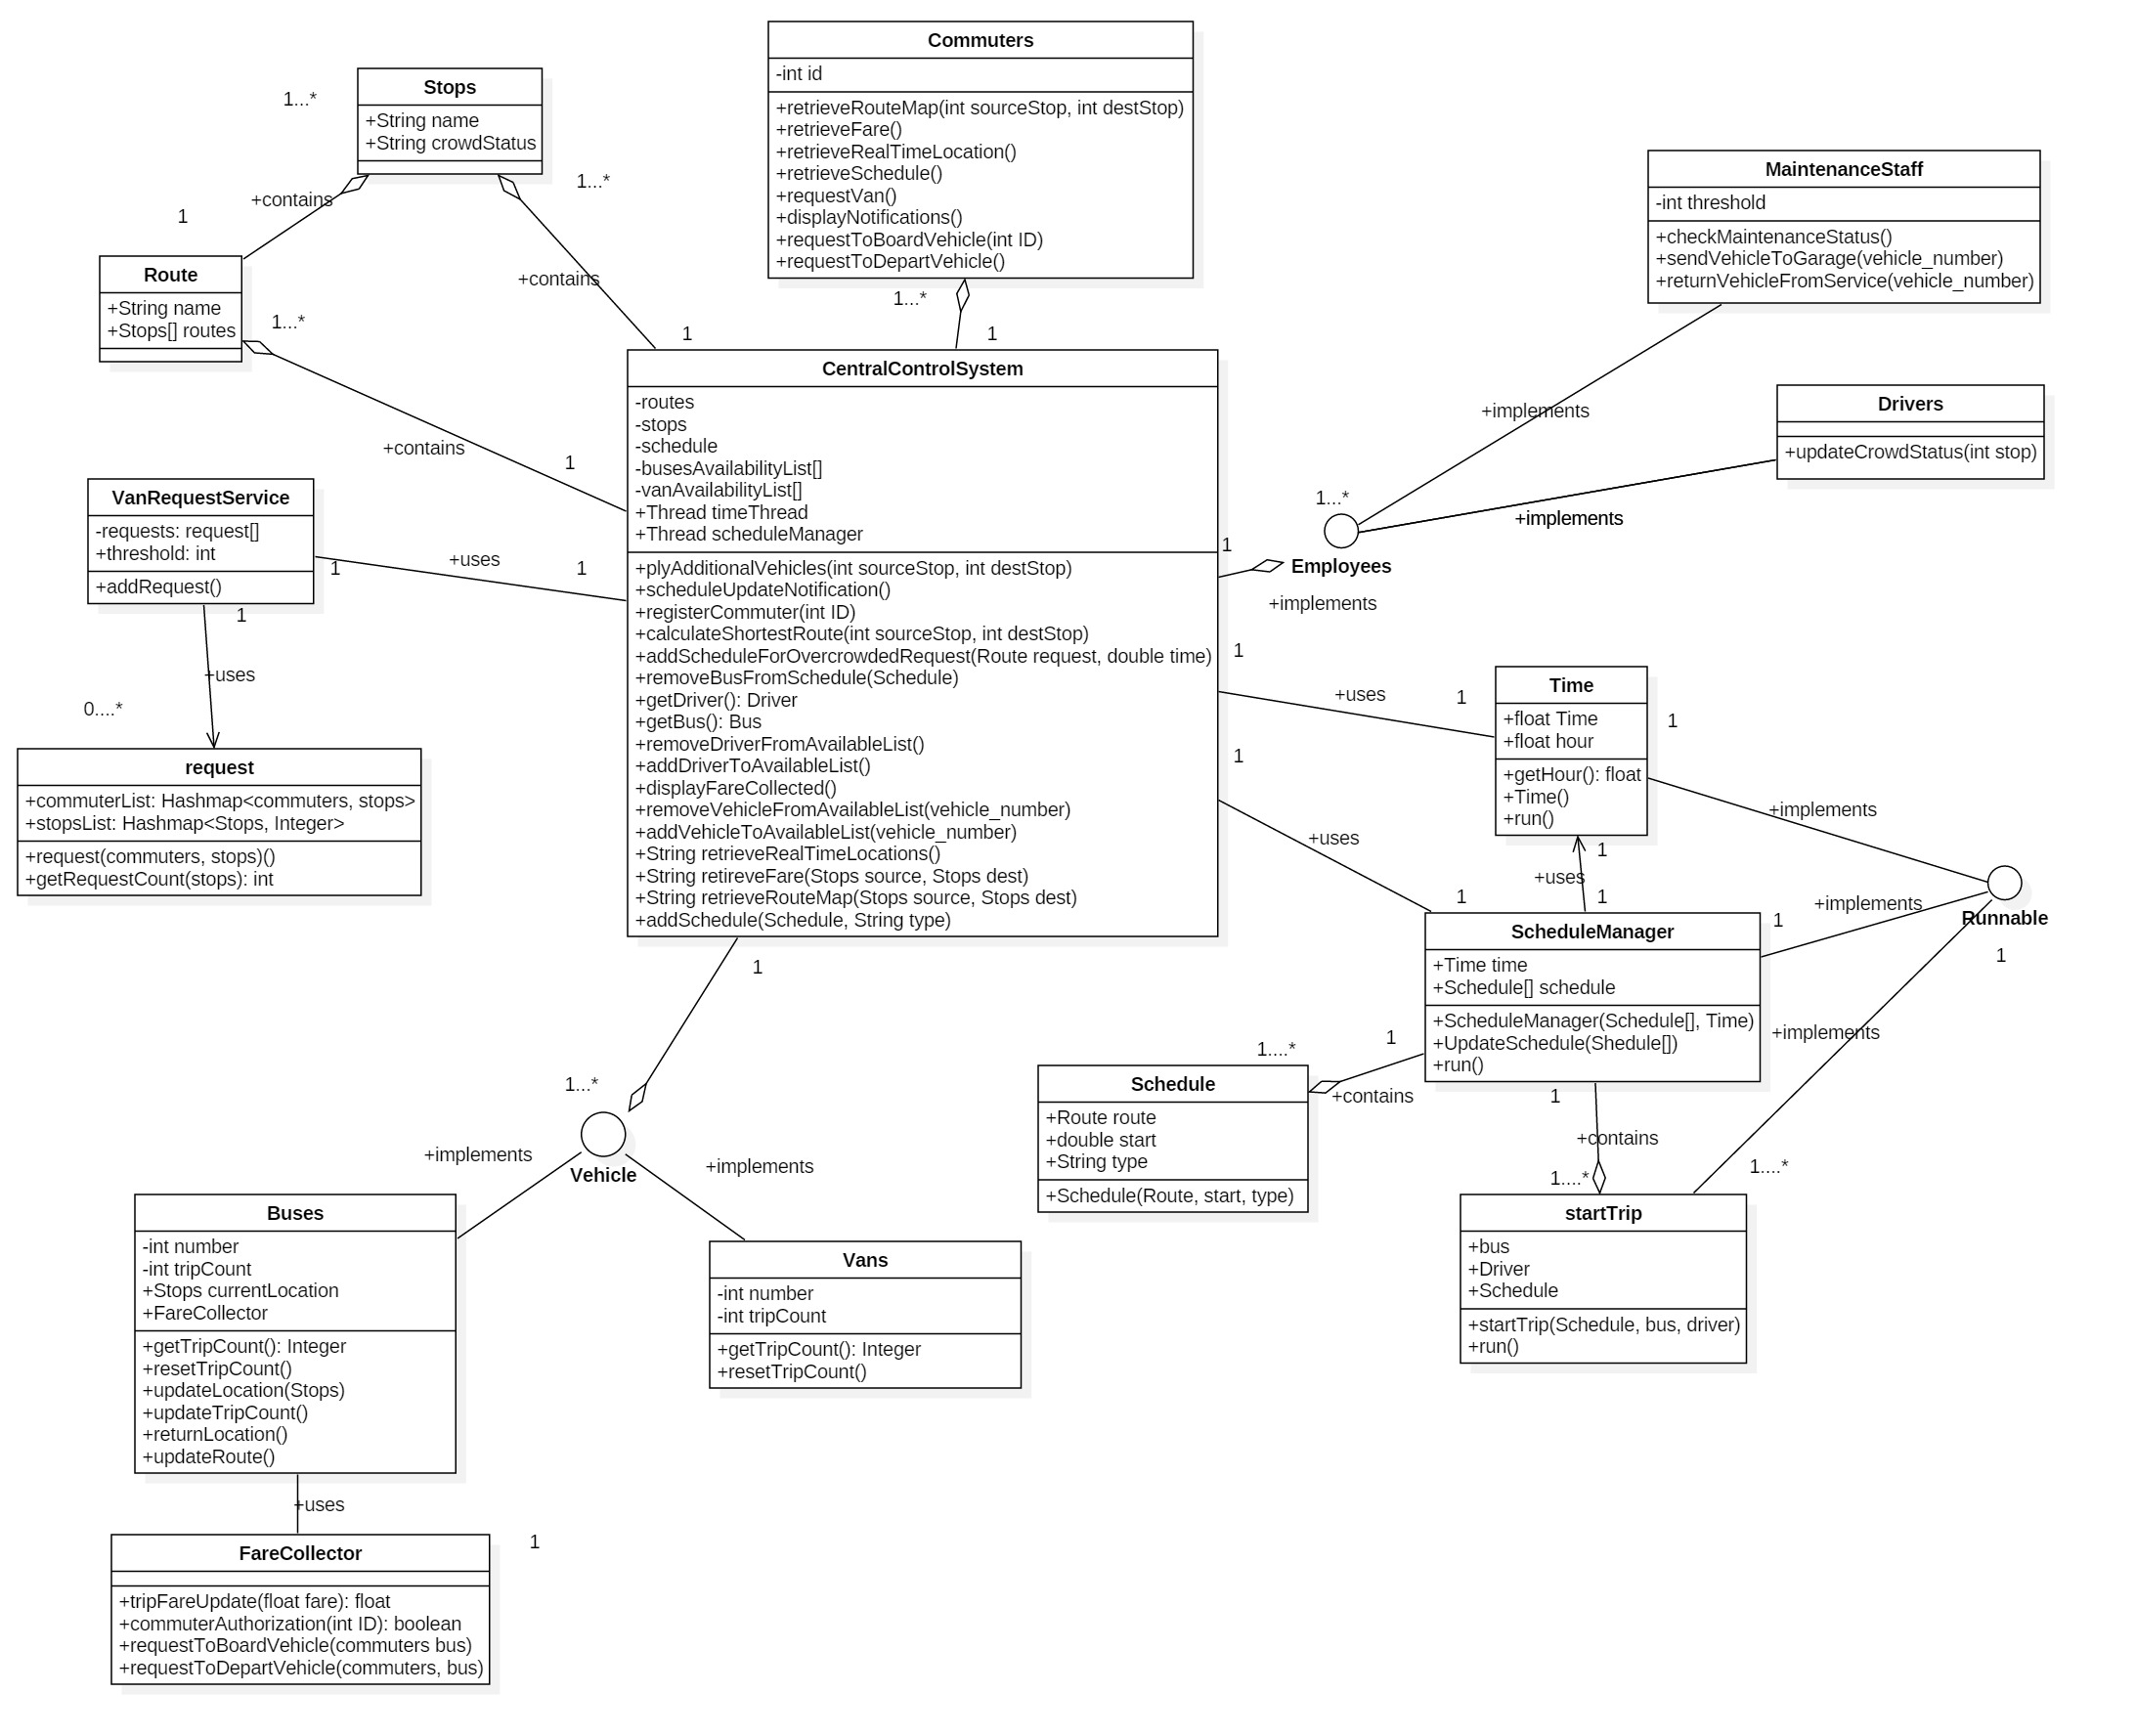 Commuters
-int id
+retrieveRouteMap(int sourceStop, int destStop)
+retrieveFare()
+retrieveRealTimeLocation()
+retrieveSchedule()
+requestVan()
+displayNotifications()
+requestToBoardVehicle(int ID)
+requestToDepartVehicle()
1...*
1
Stops
+String name
+String crowdStatus
1...*
1...*
+contains
1
+contains
1
Route
+String name
+Stops[] routes
1...*
+contains
1
MaintenanceStaff
-int threshold
+checkMaintenanceStatus()
+sendVehicleToGarage(vehicle_number)
+returnVehicleFromService(vehicle_number)
+implements
Drivers
+updateCrowdStatus(int stop)
+implements
1...*
Employees
1
+implements
CentralControlSystem
-routes
-stops
-schedule
-busesAvailabilityList[]
-vanAvailabilityList[]
+Thread timeThread
+Thread scheduleManager
+plyAdditionalVehicles(int sourceStop, int destStop)
+scheduleUpdateNotification()
+registerCommuter(int ID)
+calculateShortestRoute(int sourceStop, int destStop)
+addScheduleForOvercrowdedRequest(Route request, double time)
+removeBusFromSchedule(Schedule)
+getDriver(): Driver
+getBus(): Bus
+removeDriverFromAvailableList()
+addDriverToAvailableList()
+displayFareCollected()
+removeVehicleFromAvailableList(vehicle_number)
+addVehicleToAvailableList(vehicle_number)
+String retrieveRealTimeLocations()
+String retireveFare(Stops source, Stops dest)
+String retrieveRouteMap(Stops source, Stops dest)
+addSchedule(Schedule, String type)
VanRequestService
-requests: request[]
+threshold: int
+addRequest()
1
+uses
1
1
+uses
0....*
request
+commuterList: Hashmap<commuters, stops>
+stopsList: Hashmap<Stops, Integer>
+request(commuters, stops)()
+getRequestCount(stops): int
1
+uses
1
Time
+float Time
+float hour
+getHour(): float
+Time()
+run()
1
+implements
1
+uses
1
1
+uses
1
+implements
1
Runnable
1
+implements
1....*
ScheduleManager
+Time time
+Schedule[] schedule
+ScheduleManager(Schedule[], Time)
+UpdateSchedule(Shedule[])
+run()
1
+contains
1....*
Schedule
+Route route
+double start
+String type
+Schedule(Route, start, type)
1
+contains
1....*
startTrip
+bus
+Driver
+Schedule
+startTrip(Schedule, bus, driver)
+run()
1
1...*
Vehicle
+implements
+implements
Buses
-int number
-int tripCount
+Stops currentLocation
+FareCollector
+getTripCount(): Integer
+resetTripCount()
+updateLocation(Stops)
+updateTripCount()
+returnLocation()
+updateRoute()
Vans
-int number
-int tripCount
+getTripCount(): Integer
+resetTripCount()
+uses
1
FareCollector
+tripFareUpdate(float fare): float
+commuterAuthorization(int ID): boolean
+requestToBoardVehicle(commuters bus)
+requestToDepartVehicle(commuters, bus)